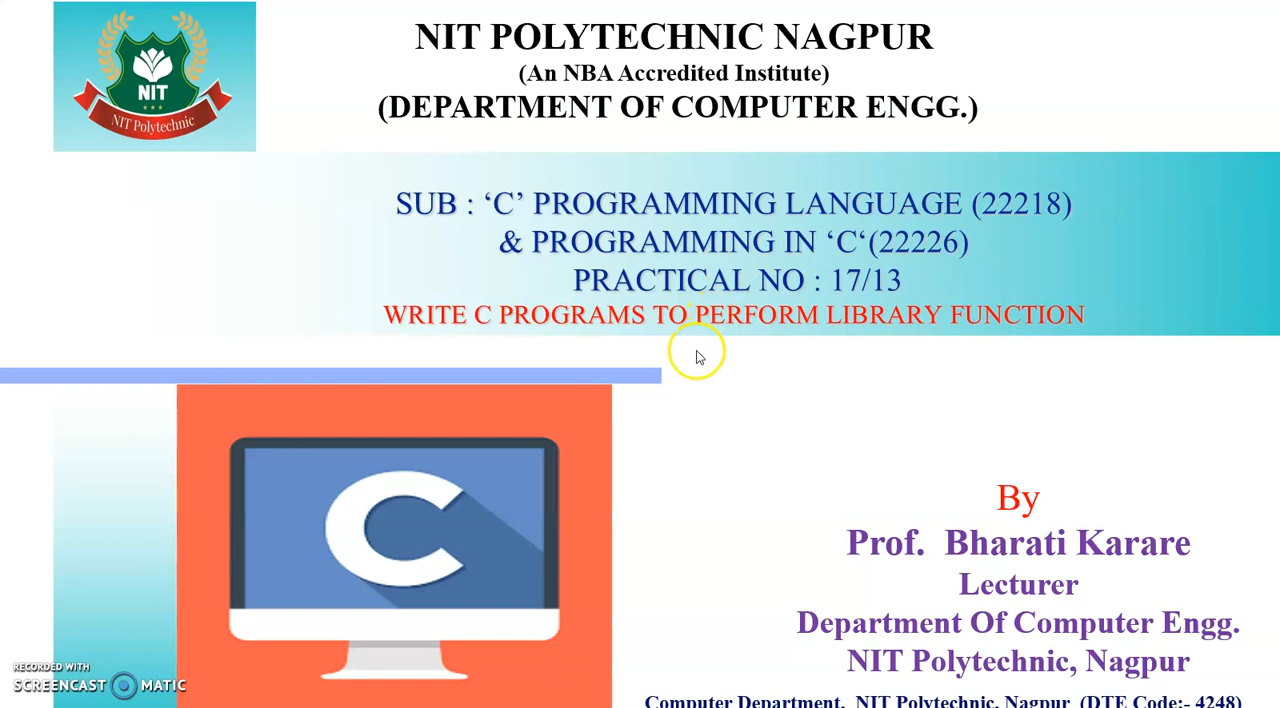 NIT
NIT Polytechnic
NIT POLYTECHNIC NAGPUR
(An NBA Accredited Institute)
(DEPARTMENT OF COMPUTER ENGG.)
SUB : ‘C’ PROGRAMMING LANGUAGE (22218)
& PROGRAMMING IN ‘C‘(22226)
PRACTICAL NO : 17/13
WRITE C PROGRAMS TO PERFORM LIBRARY FUNCTION
C
By
Prof. Bharati Karare
Lecturer
Department Of Computer Engg.
NIT Polytechnic, Nagpur
RECORDED WITH
SCREENCAST MATIC
Computer Department, NIT Polytechnic, Nagpur (DTE Code:- 4248)